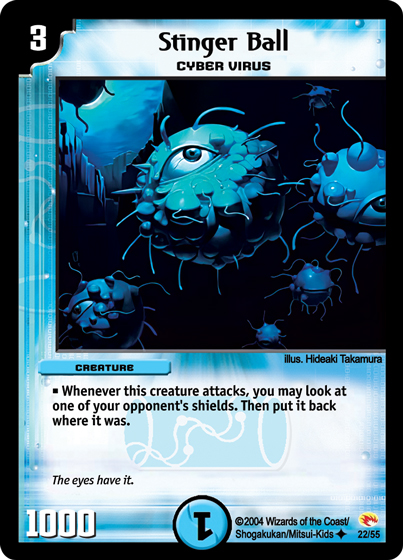 3
Stinger Ball
CYBER VIRUS
illus. Hideaki Takamura
CREATURE
▪ Whenever this creature attacks, you may look at
one of your opponent's shields. Then put it back
where it was.
The eyes have it.
1000
1
©2004 Wizards of the Coast/
Shogakukan/Mitsui-Kids ✦ 22/55